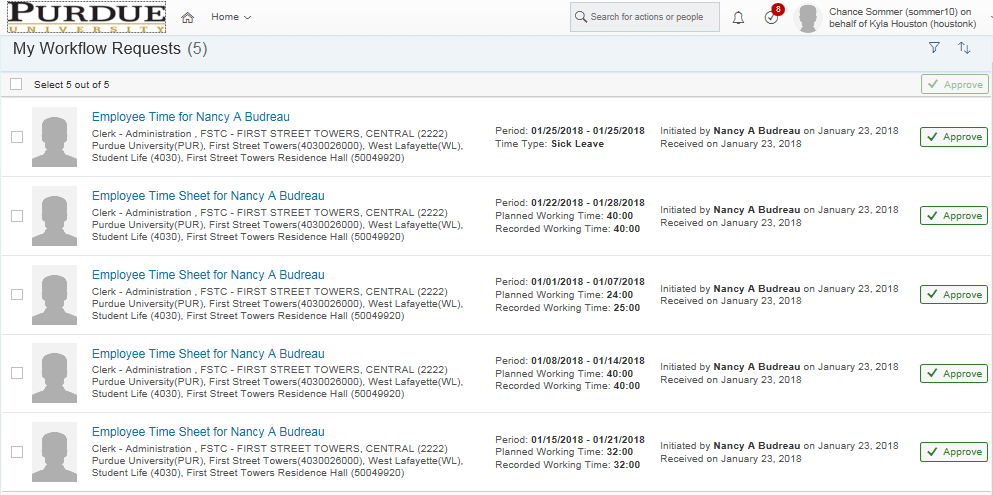 PURDUE
UNIVERSITY
Home
Search for actions or people
8
Chance Sommer (sommer10) on
behalf of Kyla Houston (houstonk)
My Workflow Requests (5)
Select 5 out of 5
Approve
Employee Time for Nancy A Budreau
Clerk - Administration , FSTC - FIRST STREET TOWERS, CENTRAL (2222)
Purdue University(PUR), First Street Towers(4030026000), West Lafayette(WL),
Student Life (4030), First Street Towers Residence Hall (50049920)
Period: 01/25/2018 - 01/25/2018
Time Type: Sick Leave
Initiated by Nancy A Budreau on January 23, 2018
Received on January 23, 2018
Approve
Employee Time Sheet for Nancy A Budreau
Clerk - Administration , FSTC - FIRST STREET TOWERS, CENTRAL (2222)
Purdue University(PUR), First Street Towers(4030026000), West Lafayette(WL),
Student Life (4030), First Street Towers Residence Hall (50049920)
Period: 01/22/2018 - 01/28/2018
Planned Working Time: 40:00
Recorded Working Time: 40:00
Initiated by Nancy A Budreau on January 23, 2018
Received on January 23, 2018
Approve
Employee Time Sheet for Nancy A Budreau
Clerk - Administration , FSTC - FIRST STREET TOWERS, CENTRAL (2222)
Purdue University(PUR), First Street Towers(4030026000), West Lafayette(WL),
Student Life (4030), First Street Towers Residence Hall (50049920)
Period: 01/01/2018 - 01/07/2018
Planned Working Time: 24:00
Recorded Working Time: 25:00
Initiated by Nancy A Budreau on January 23, 2018
Received on January 23, 2018
Approve
Employee Time Sheet for Nancy A Budreau
Clerk - Administration , FSTC - FIRST STREET TOWERS, CENTRAL (2222)
Purdue University(PUR), First Street Towers(4030026000), West Lafayette(WL),
Student Life (4030), First Street Towers Residence Hall (50049920)
Period: 01/08/2018 - 01/14/2018
Planned Working Time: 40:00
Recorded Working Time: 40:00
Initiated by Nancy A Budreau on January 23, 2018
Received on January 23, 2018
Approve
Employee Time Sheet for Nancy A Budreau
Clerk - Administration , FSTC - FIRST STREET TOWERS, CENTRAL (2222)
Purdue University(PUR), First Street Towers(4030026000), West Lafayette(WL),
Student Life (4030), First Street Towers Residence Hall (50049920)
Period: 01/15/2018 - 01/21/2018
Planned Working Time: 32:00
Recorded Working Time: 32:00
Initiated by Nancy A Budreau on January 23, 2018
Received on January 23, 2018
Approve